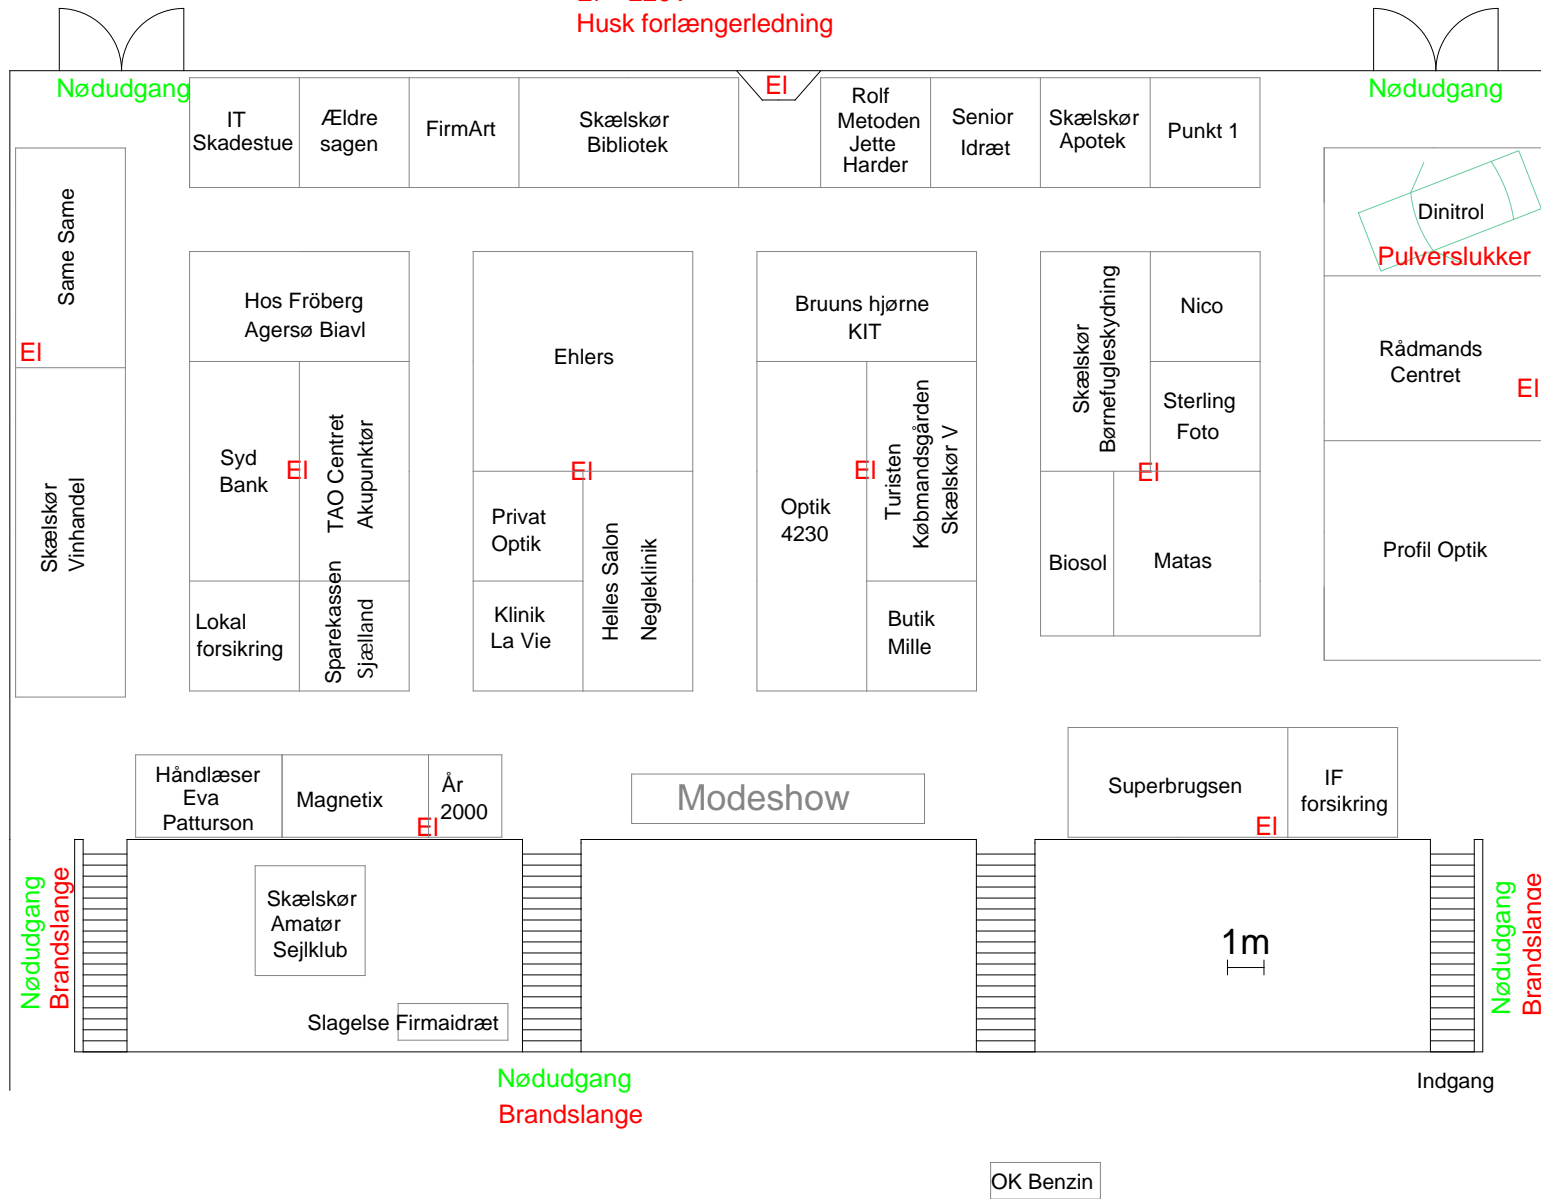 Husk forlængerledning
Nødudgang
El
Nødudgang
IT
Skadestue
Ældre
sagen
FirmArt
Skælskør
Bibliotek
Rolf
Metoden
Jette
Harder
Senior
Idræt
Skælskør
Apotek
Punkt 1
Same Same
El
Skælskør
Vinhandel
Hos Fröberg
Agersø Biavl
Syd
Bank
El
TAO Centret
Akupunktør
Lokal
forsikring
Sparekassen
Sjælland
Ehlers
El
Privat
Optik
Klinik
La Vie
Helles Salon
Negleklinik
Bruuns hjørne
KIT
Optik
4230
El
Turisten
Købmandsgården
Skælskør V
Butik
Mille
Skælskør
Børnefugleskydning
Nico
Sterling
Foto
El
Biosol
Matas
Dinitrol
Pulverslukker
Rådmands
Centret
El
Profil Optik
Håndlæser
Eva
Patturson
Magnetix
År
2000
El
Modeshow
Superbrugsen
El
IF
forsikring
Nødudgang
Brandslange
Skælskør
Amatør
Sejlklub
Slagelse Firmaidræt
1m
Nødudgang
Brandslange
Nødudgang
Brandslange
Indgang
OK Benzin